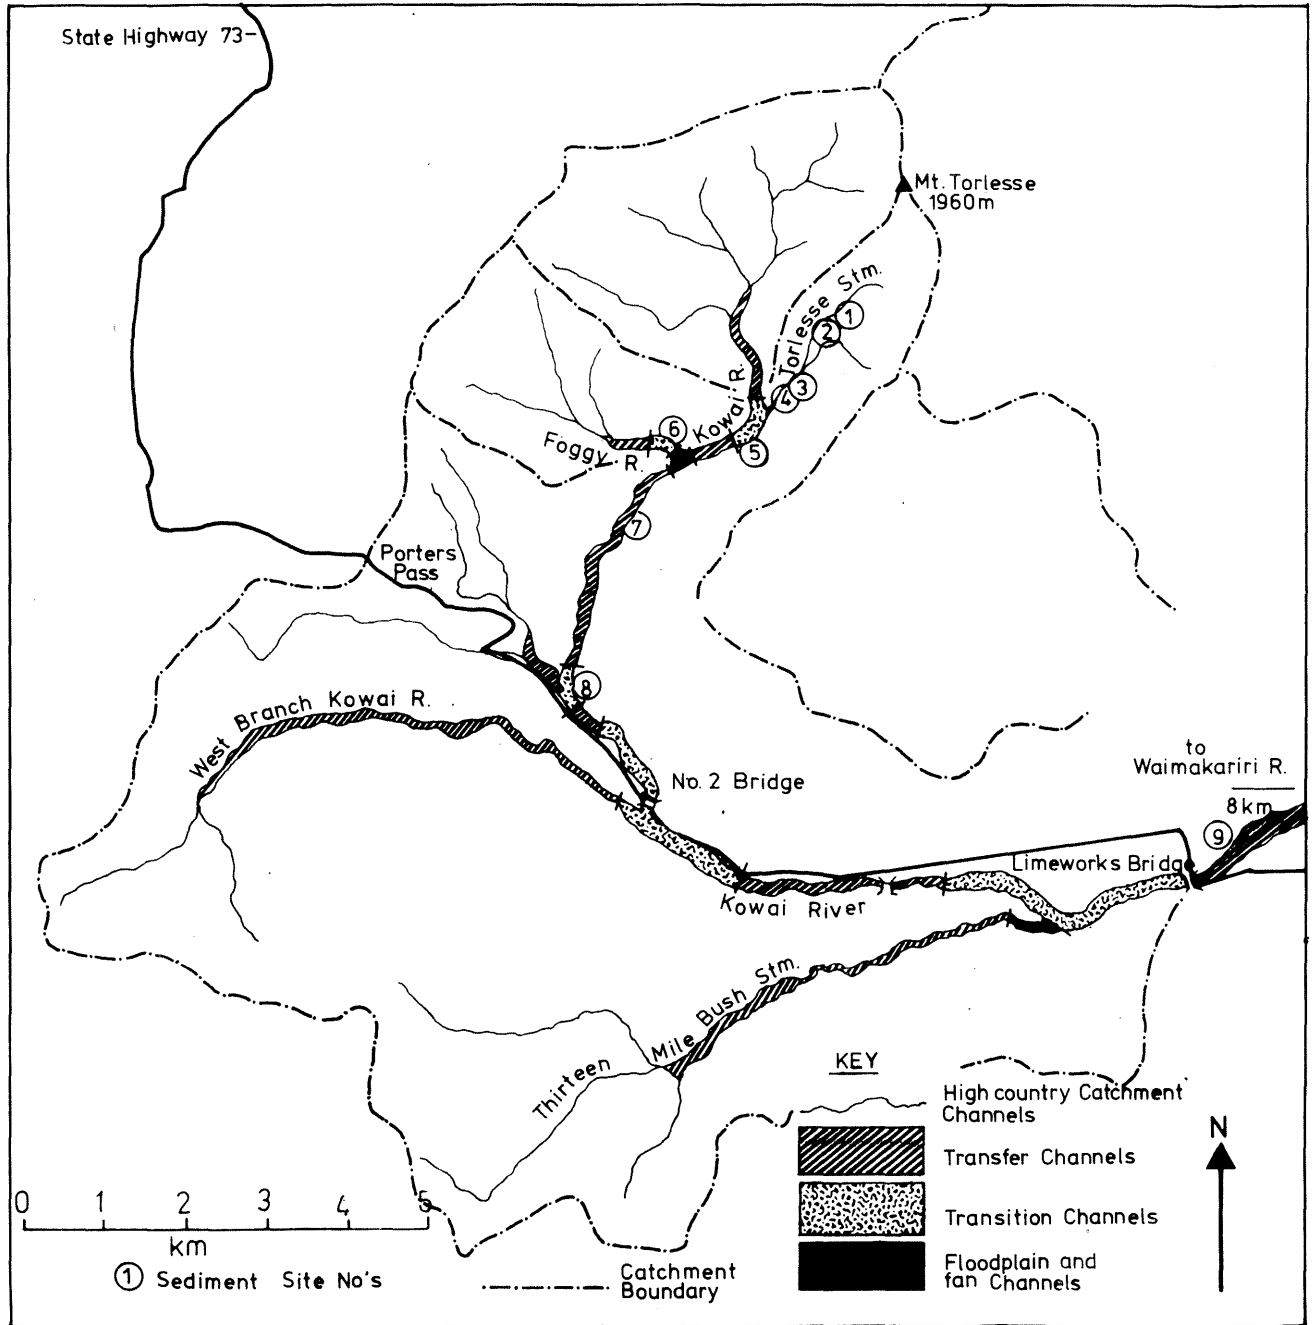 State Highway 73
Mt. Torlesse
1960m
Torlesse Stm.
1
2
3
4
Kowai R.
5
6
Foggy R.
7
Porters
Pass
8
West Branch Kowai R.
No. 2 Bridge
to
Waimakariri R.
8km
9
Limeworks Bridg
Kowai River
Thirteen Mile Bush Stm.
KEY
High country Catchment
Channels
Transfer Channels
Transition Channels
Floodplain and
fan Channels
N
0 1 2 3 4 5
km
1 Sediment Site No's
Catchment
Boundary